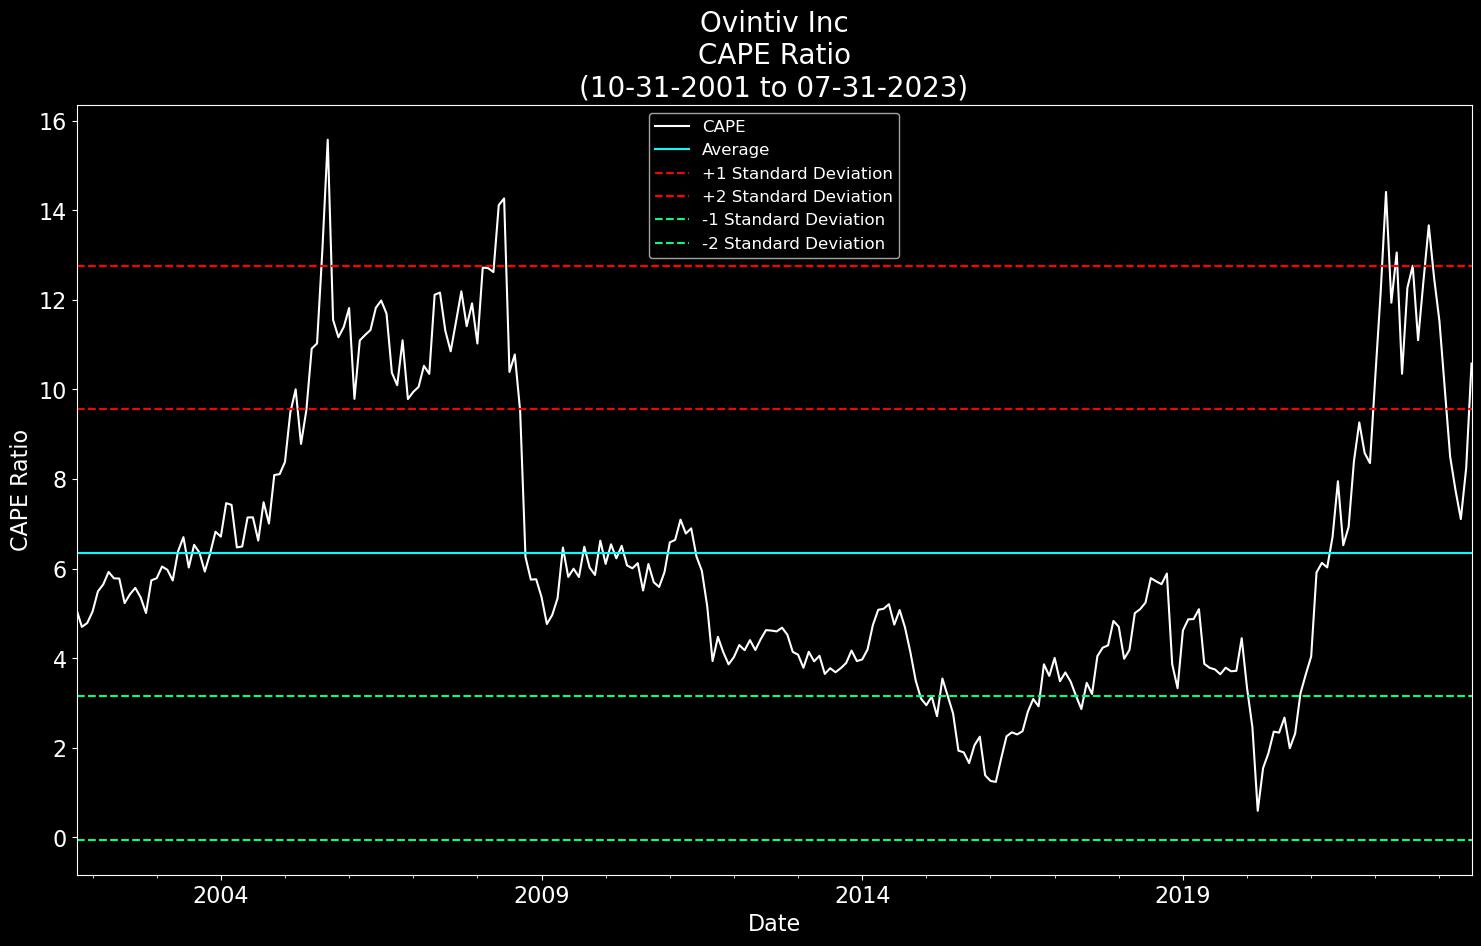 Ovintiv Inc
CAPE Ratio
(10-31-2001 to 07-31-2023)
CAPE
Average
+1 Standard Deviation
+2 Standard Deviation
-1 Standard Deviation
-2 Standard Deviation
CAPE Ratio
16
14
12
10
8
6
4
2
0
2004
2009
2014
2019
Date